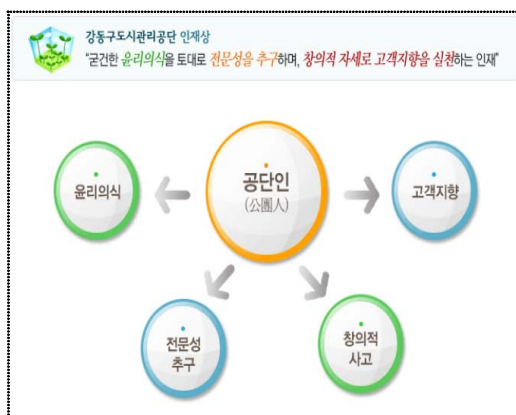 강동구도시관리공단 인재상
"굳건한 윤리의식을 토대로 전문성을 추구하며, 창의적 자세로 고객지향을 실천하는 인재"
공단인
(公團人)
윤리의식
고객지향
전문성
추구
창의적
사고